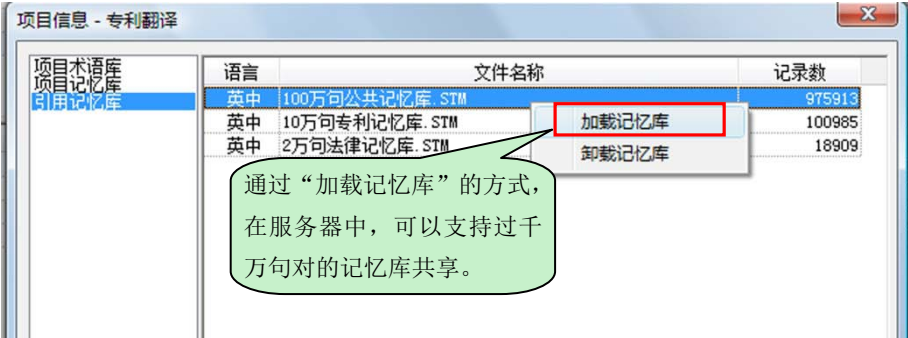 项目信息 - 专利翻译
项目术语库
项目记忆库
引用记忆库
语言 文件名称 记录数
英中 100万句公共记忆库.STM 975913
英中 10万句专利记忆库.STM 100985
英中 2万句法律记忆库.STM 18909
加载记忆库
卸载记忆库
通过“加载记忆库”的方式，
在服务器中，可以支持过千
万句对的记忆库共享。